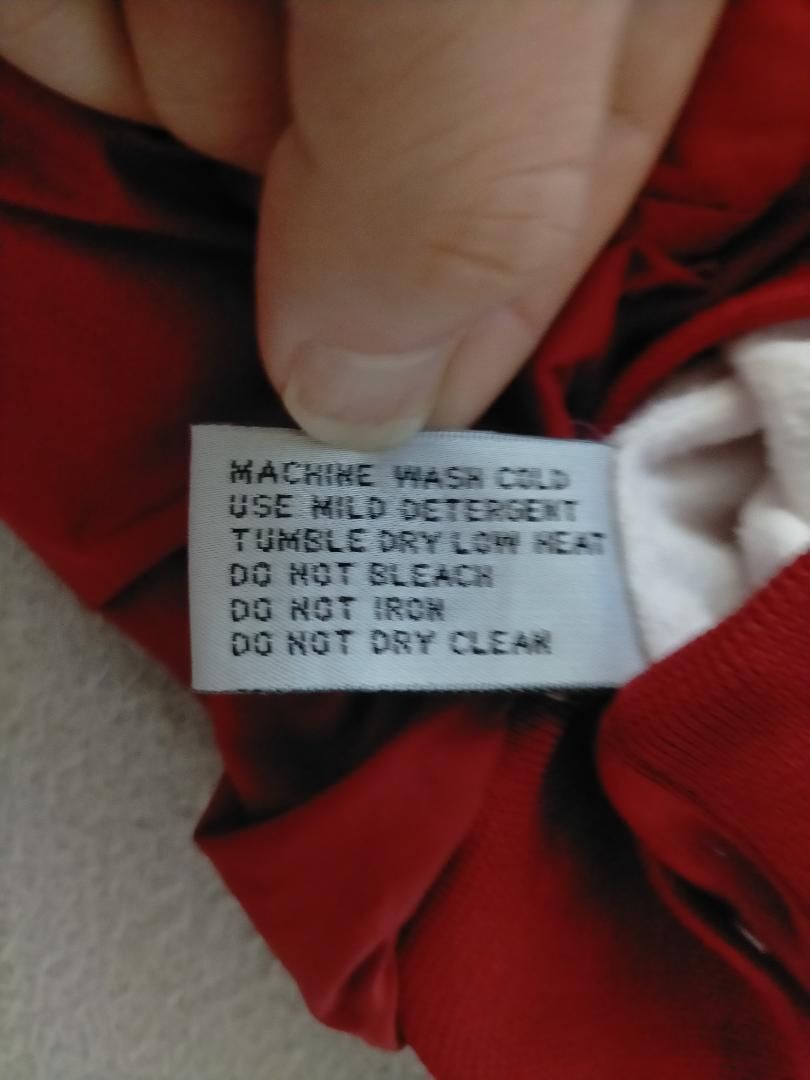 MACHINE WASH COLD
USE MILD DETERGENT
TUMBLE DRY LOW HEAT
DO NOT BLEACH
DO NOT IRON
DO NOT DRY CLEAN